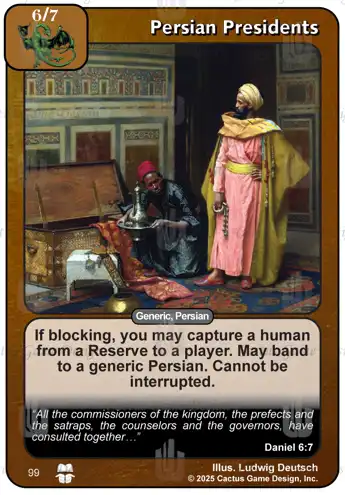 6/7
Persian Presidents
Generic, Persian
If blocking, you may capture a human
from a Reserve to a player. May band
to a generic Persian. Cannot be
interrupted.
"All the commissioners of the kingdom, the prefects and
the satraps, the counselors and the governors, have
consulted together…"
Daniel 6:7
Illus. Ludwig Deutsch
99
© 2025 Cactus Game Design, Inc.